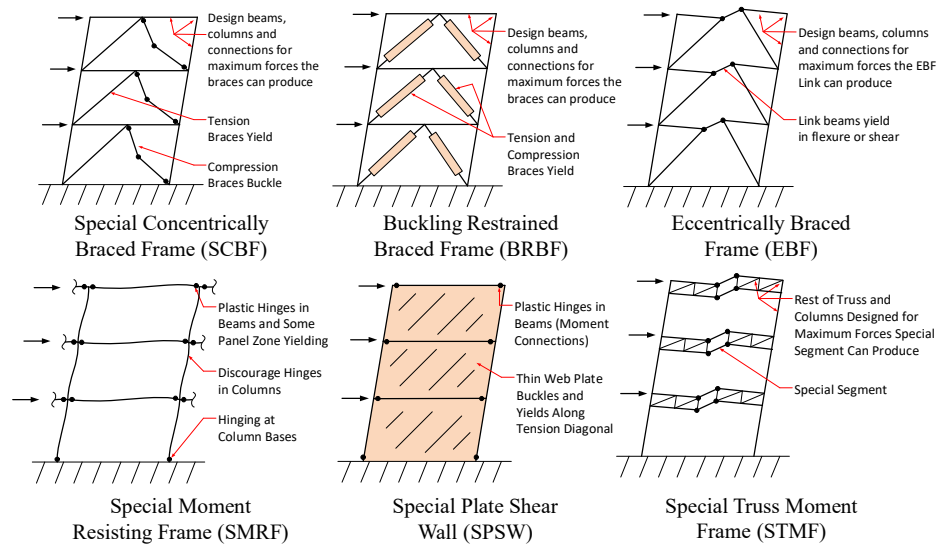 Design beams,
columns and
connections for
maximum forces the
braces can produce
Tension
Braces Yield
Compression
Braces Buckle
Special Concentrically
Braced Frame (SCBF)
Design beams,
columns and
connections for
maximum forces the
braces can produce
Tension and
Compression
Braces Yield
Buckling Restrained
Braced Frame (BRBF)
Design beams, columns
and connections for
maximum forces the EBF
Link can produce
Link beams yield
in flexure or shear
Eccentrically Braced
Frame (EBF)
Plastic Hinges in
Beams and Some
Panel Zone Yielding
Discourage Hinges
in Columns
Hinging at
Column Bases
Special Moment
Resisting Frame (SMRF)
Plastic Hinges in
Beams (Moment
Connections)
Thin Web Plate
Buckles and
Yields Along
Tension Diagonal
Special Plate Shear
Wall (SPSW)
Rest of Truss and
Columns Designed for
Maximum Forces Special
Segment Can Produce
Special Segment
Special Truss Moment
Frame (STMF)